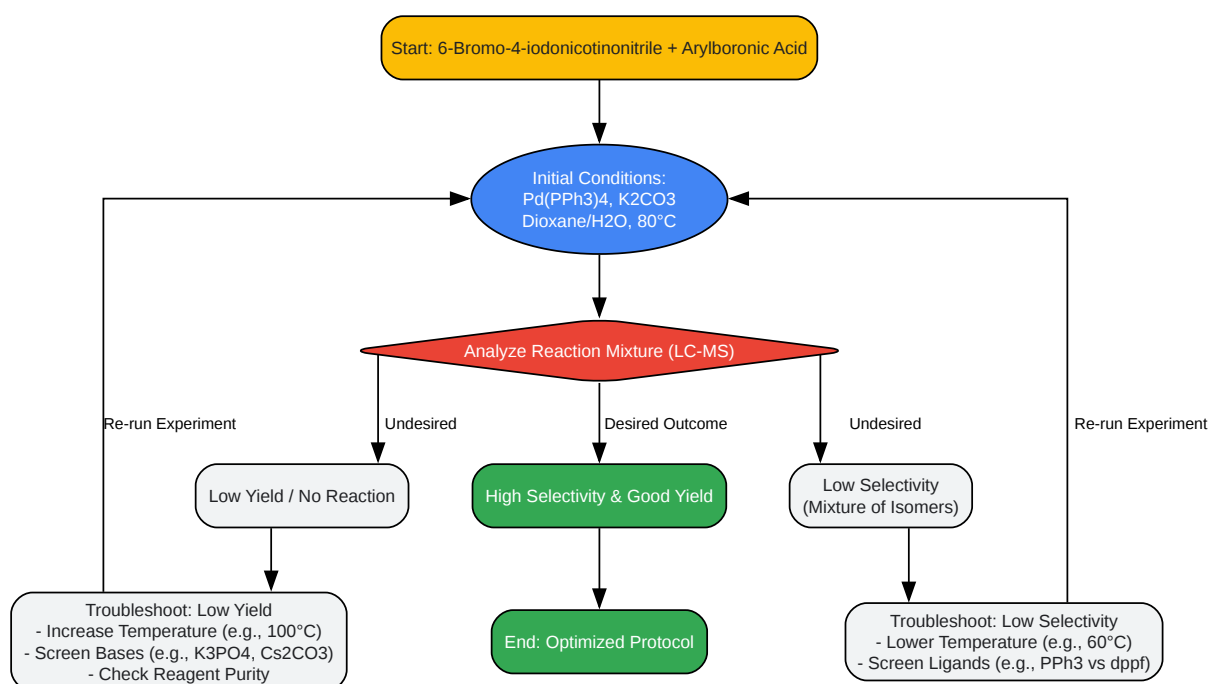 Start: 6-Bromo-4-iodonicotinonitrile + Arylboronic Acid
Initial Conditions:
Pd(PPh3)4, K2CO3
Dioxane/H2O, 80°C
Analyze Reaction Mixture (LC-MS)
Re-run Experiment
Undesired
Desired Outcome
Undesired
Re-run Experiment
Low Yield / No Reaction
High Selectivity & Good Yield
Low Selectivity
(Mixture of Isomers)
Troubleshoot: Low Yield
- Increase Temperature (e.g., 100°C)
- Screen Bases (e.g., K3PO4, Cs2CO3)
- Check Reagent Purity
End: Optimized Protocol
Troubleshoot: Low Selectivity
- Lower Temperature (e.g., 60°C)
- Screen Ligands (e.g., PPh3 vs dppf)